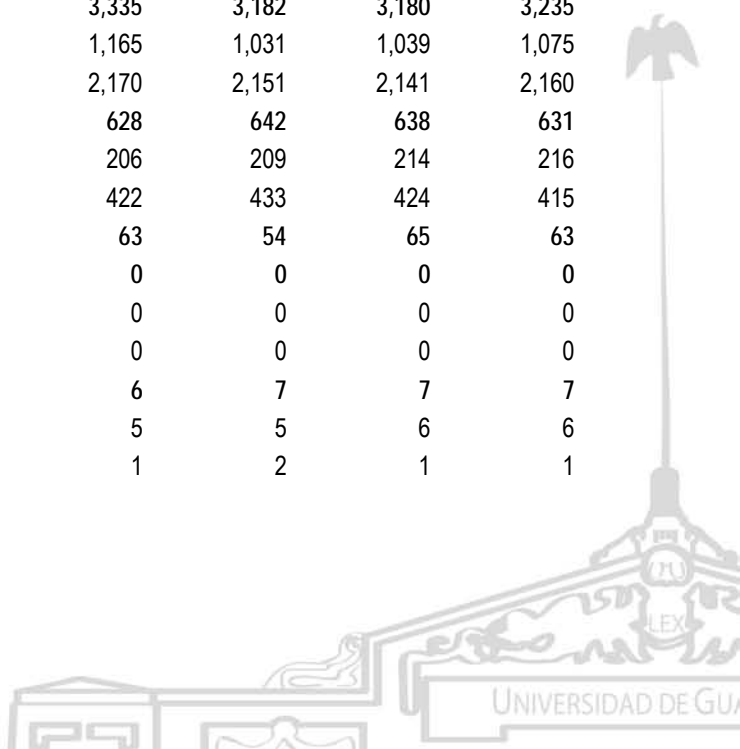 3,335 3,182 3,180 3,235
1,165 1,031 1,039 1,075
2,170 2,151 2,141 2,160
628 642 638 631
206 209 214 216
422 433 424 415
63 54 65 63
0 0 0 0
0 0 0 0
0 0 0 0
6 7 7 7
5 5 6 6
1 2 1 1
LEX
UNIVERSIDAD DE GUA